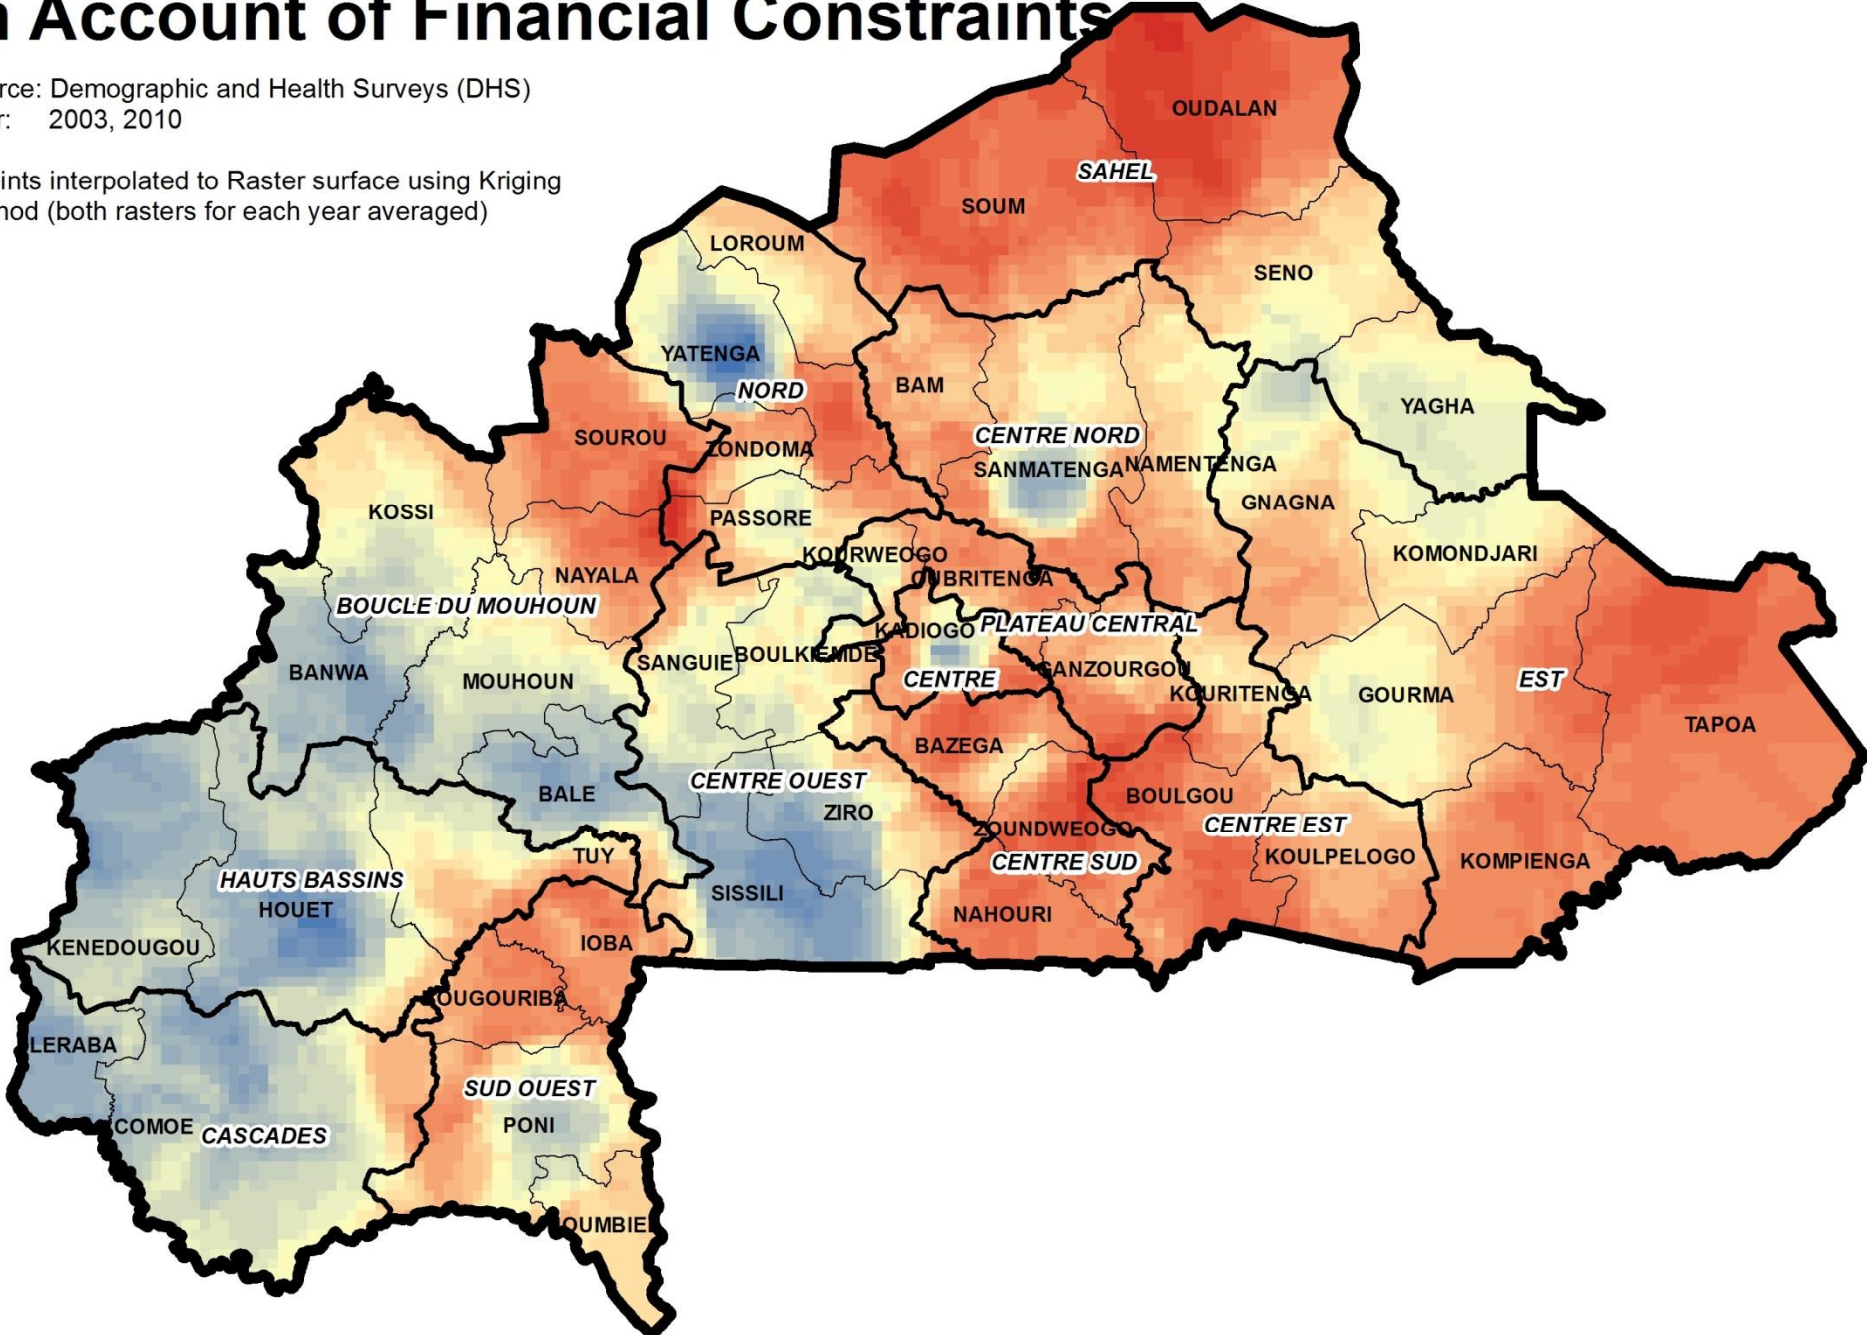 Account of Financial Constraints
rce: Demographic and Health Surveys (DHS)
r: 2003, 2010
ints interpolated to Raster surface using Kriging
nod (both rasters for each year averaged)
OUDALAN
SAHEL
SOUM
LOROUM
SENO
YATENGA
NORD
BAM
YAGHA
SOUROU
ZONDOMA
CENTRE NORD
SANMATENGA
NAMENTENGA
GNAGNA
KOSSI
PASSORE
KOURWEOGO
KOMONDJARI
NAYALA
OUBRITENGA
BOUCLE DU MOUHOUN
KADIOGO
PLATEAU CENTRAL
BANWA
MOUHOUN
SANGUIE
BOULKIEMDE
CENTRE
GANZOURGOU
KOURITENGA
GOURMA
EST
TAPOA
BAZEGA
BALE
CENTRE OUEST
ZIRO
BOULGOU
ZOUNDWEOGO
CENTRE EST
TUY
CENTRE SUD
KOULPELOGO
KOMPIENGA
HAUTS BASSINS
HOUET
SISSILI
NAHOURI
KENEDOUGOU
IOBA
OUGOURIBA
LERABA
SUD OUEST
COMOE
CASCADES
PONI
OUMBIE